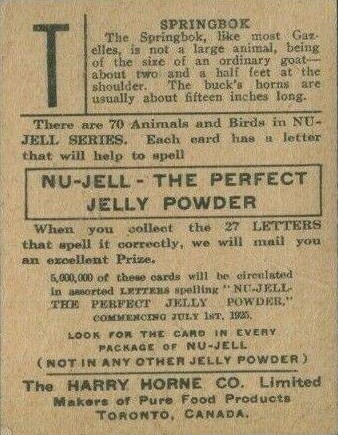 T
SPRINGBOK
The Springbok, like most Gaz-
elles, is not a large animal, being
of the size of an ordinary goat—
about two and a half feet at the
shoulder. The buck's horns are
usually about fifteen inches long.
There are 70 Animals and Birds in NU-
JELL SERIES. Each card has a letter
that will help to spell
NU-JELL - THE PERFECT
JELLY POWDER
When you collect the 27 LETTERS
that spell it correctly, we will mail you
an excellent Prize.
5,000,000 of these cards will be circulated
in assorted LETTERS spelling "NU-JELL-
THE PERFECT JELLY POWDER,"
COMMENCING JULY 1ST, 1925.
LOOK FOR THE CARD IN EVERY
PACKAGE OF NU-JELL
(NOT IN ANY OTHER JELLY POWDER)
The HARRY HORNE CO. Limited
Makers of Pure Food Products
TORONTO, CANADA.